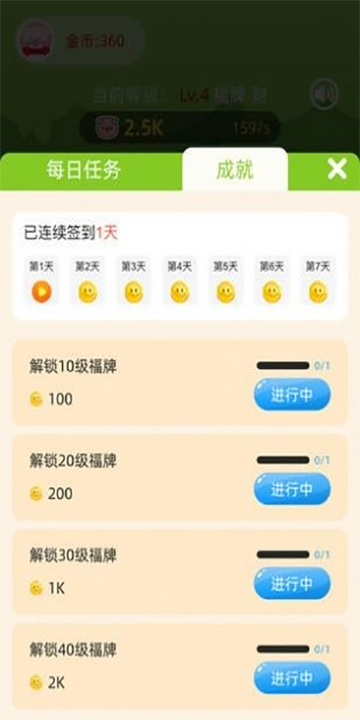 金币:360
当前等级： Lv.4 福牌 财
2.5K 159/s
每日任务 成就
已连续签到1天
第1天 第2天 第3天 第4天 第5天 第6天 第7天
解锁10级福牌 0/1
100 进行中
解锁20级福牌 0/1
200 进行中
解锁30级福牌 0/1
1K 进行中
解锁40级福牌 0/1
2K 进行中